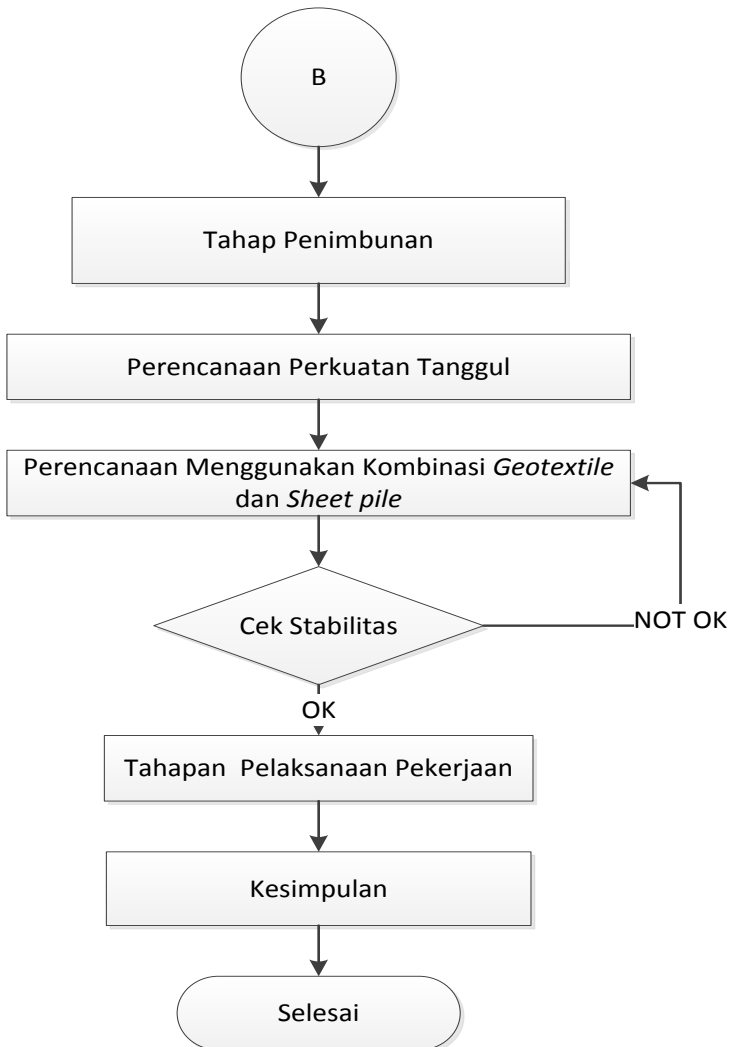 B
Tahap Penimbunan
Perencanaan Perkuatan Tanggul
Perencanaan Menggunakan Kombinasi Geotextile
dan Sheet pile
Cek Stabilitas
NOT OK
OK
Tahapan Pelaksanaan Pekerjaan
Kesimpulan
Selesai